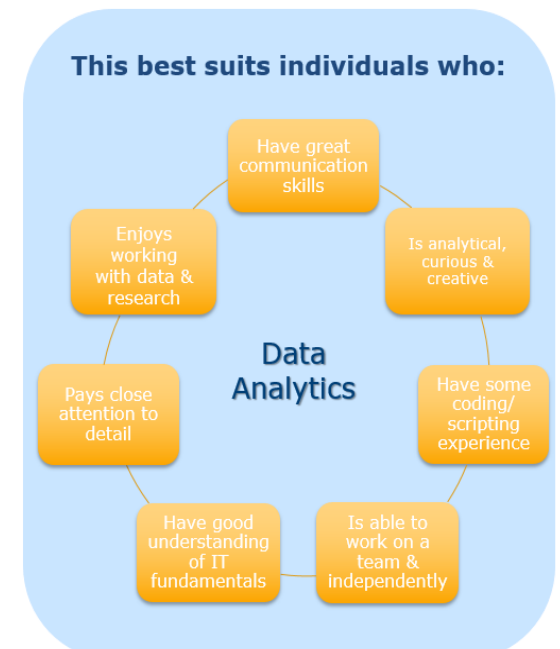 This best suits individuals who:
Have great
communication
skills
Is analytical,
curious &
creative
Have some
coding/
scripting
experience
Is able to
work on a
team &
independently
Have good
understanding
of IT
fundamentals
Pays close
attention to
detail
Enjoys
working
with data &
research
Data
Analytics